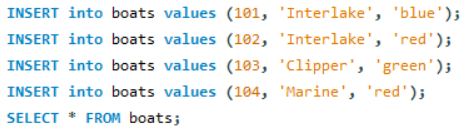 INSERT into boats values (101, 'Interlake', 'blue');
INSERT into boats values (102, 'Interlake', 'red');
INSERT into boats values (103, 'Clipper', 'green');
INSERT into boats values (104, 'Marine', 'red');
SELECT * FROM boats;